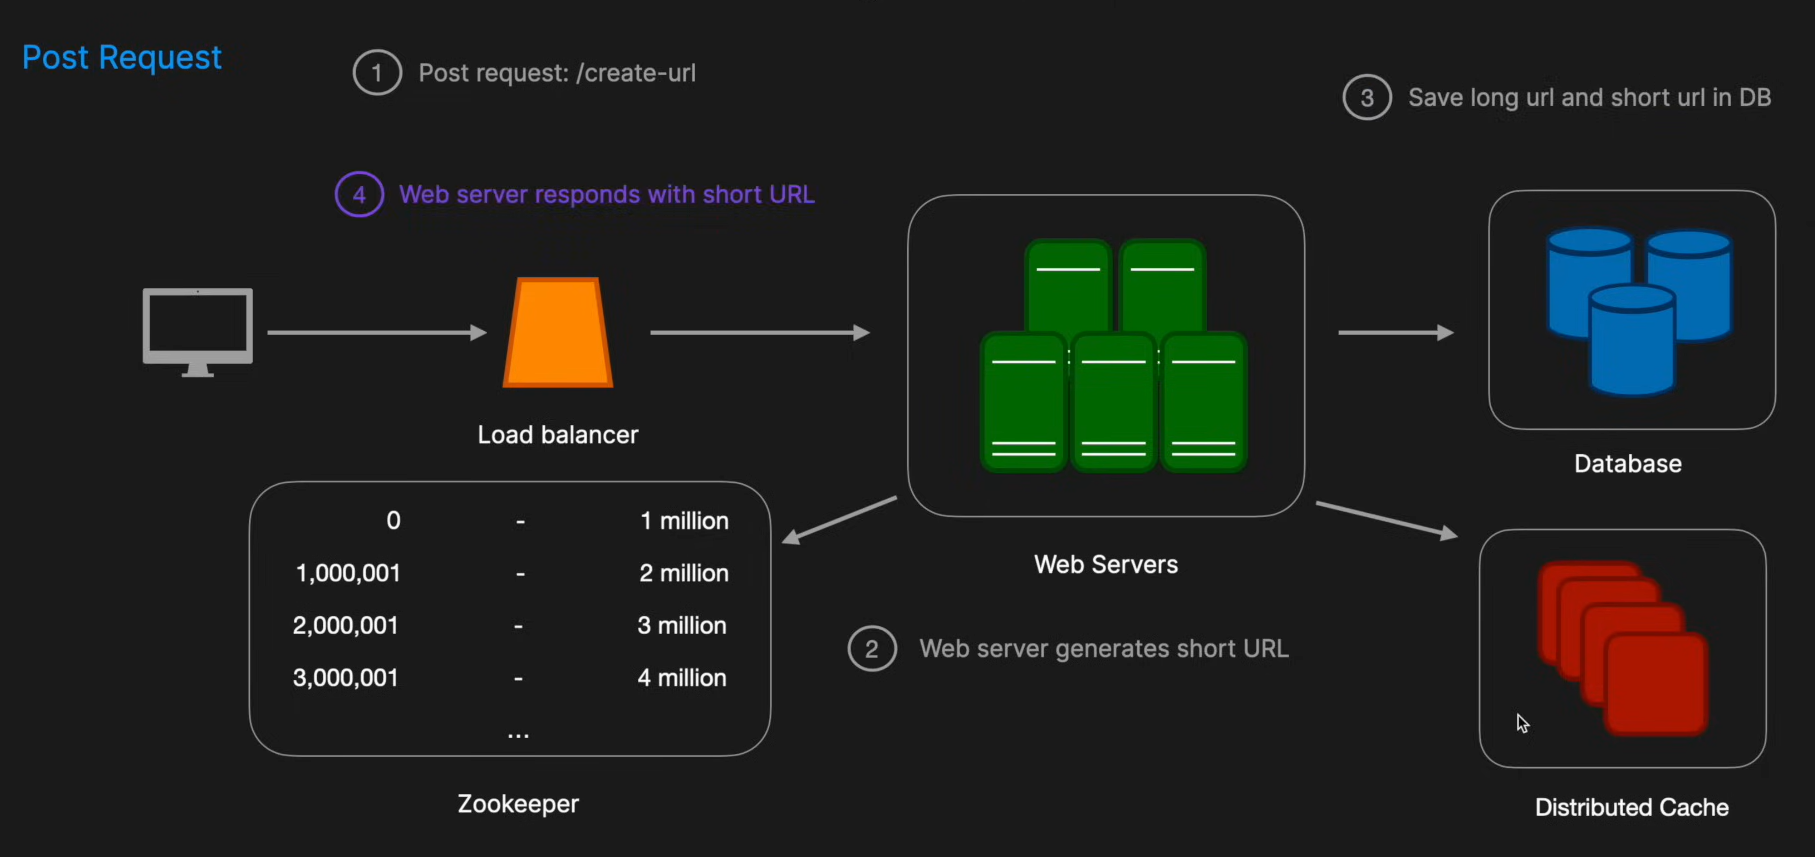 Post Request
1 Post request: /create-url
3 Save long url and short url in DB
4 Web server responds with short URL
Load balancer
Database
0 - 1 million
1,000,001 - 2 million
2,000,001 - 3 million
3,000,001 - 4 million
...
Web Servers
2 Web server generates short URL
Zookeeper
Distributed Cache